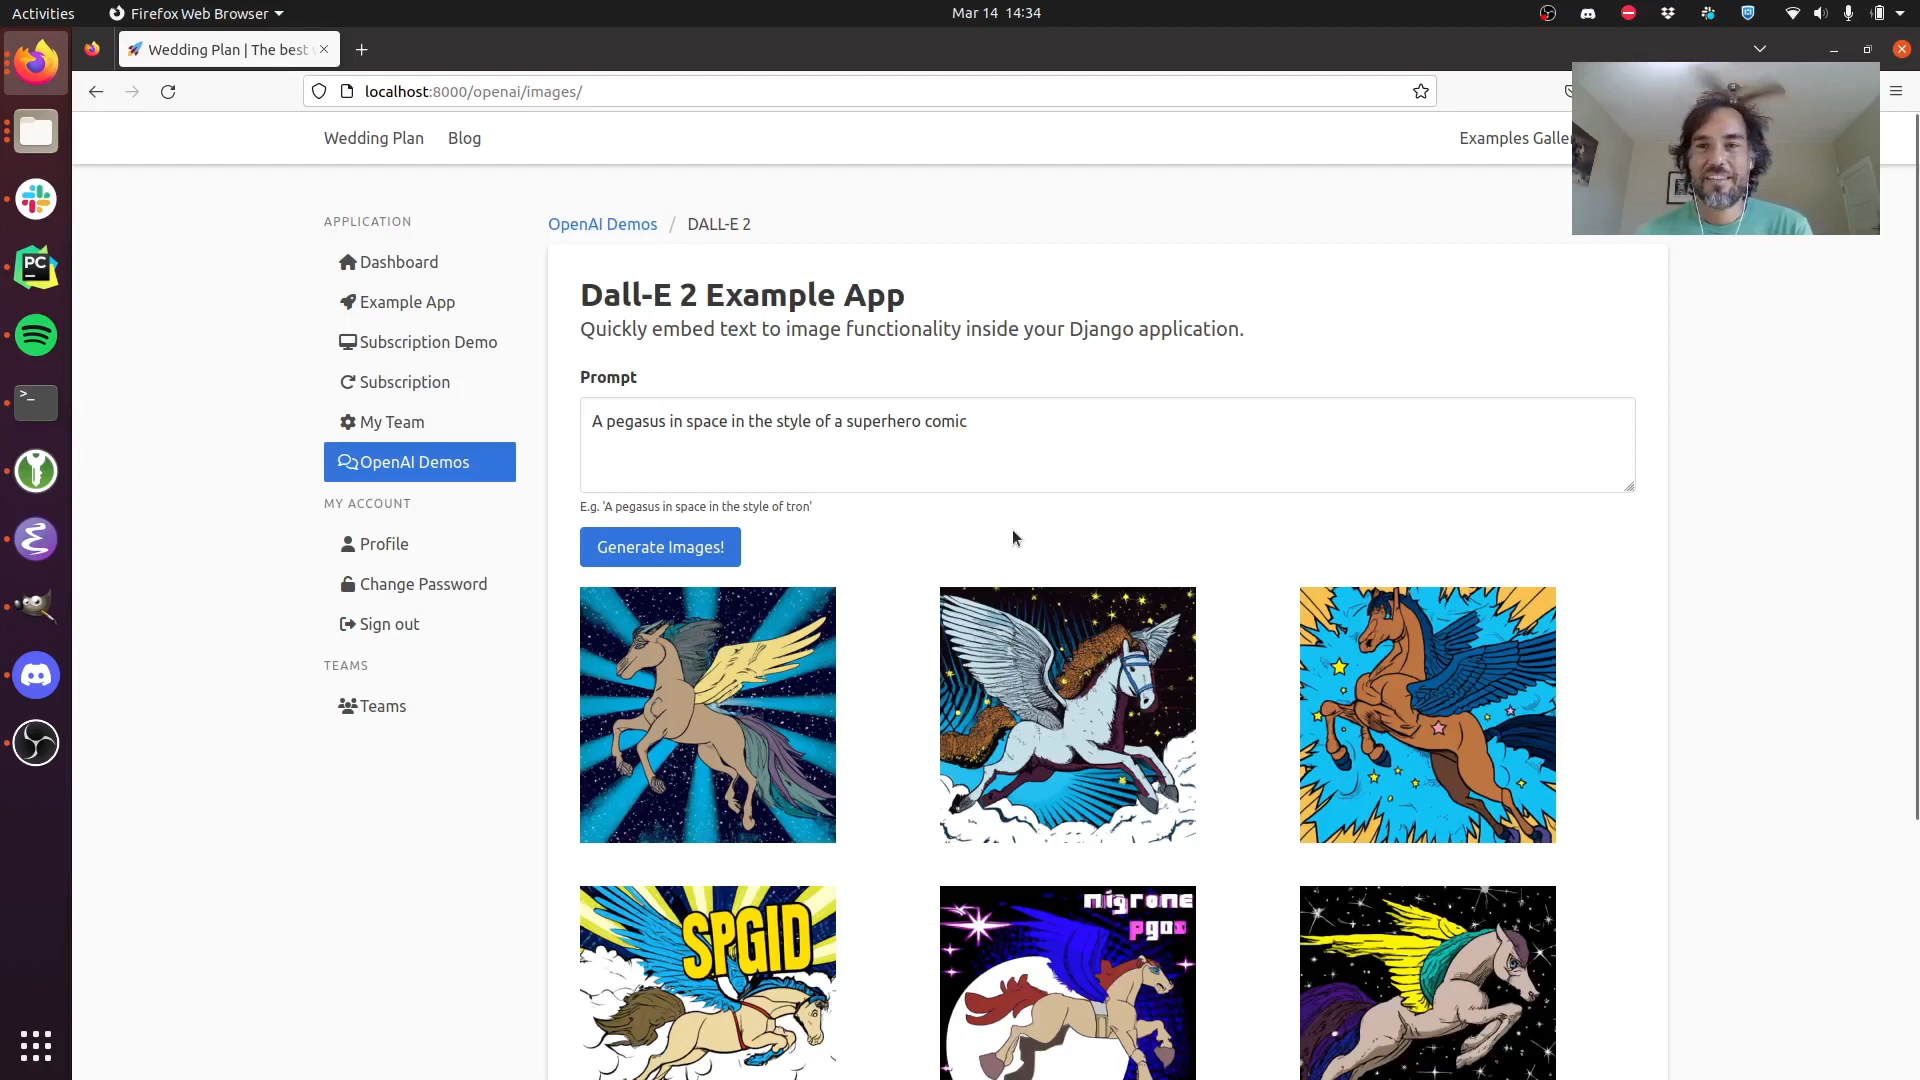 Activities
Firefox Web Browser
Mar 14 14:34
Wedding Plan | The best
localhost:8000/openai/images/
Wedding Plan
Blog
Examples Galler
APPLICATION
Dashboard
Example App
Subscription Demo
Subscription
My Team
OpenAI Demos
MY ACCOUNT
Profile
Change Password
Sign out
TEAMS
Teams
OpenAI Demos / DALL-E 2
Dall-E 2 Example App
Quickly embed text to image functionality inside your Django application.
Prompt
A pegasus in space in the style of a superhero comic
E.g. 'A pegasus in space in the style of tron'
Generate Images!
SPGID
nigrone
pgos
PC
>_